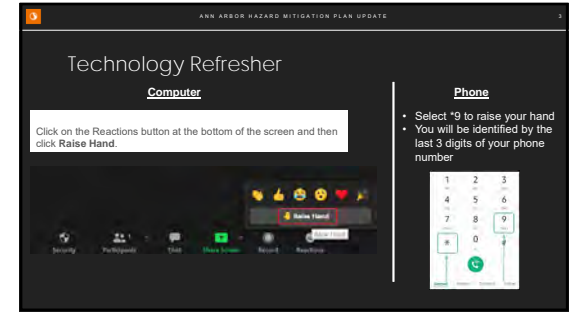 ANN ARBOR HAZARD MITIGATION PLAN UPDATE
3
Technology Refresher
Computer
Click on the Reactions button at the bottom of the screen and then
click Raise Hand.
Raise Hand
Raise Hand
Security Participants Chat Share Screen Record Reactions
1
Phone
• Select *9 to raise your hand
• You will be identified by the
last 3 digits of your phone
number
1 2 3
4 5 6
7 8 9
* 0 #